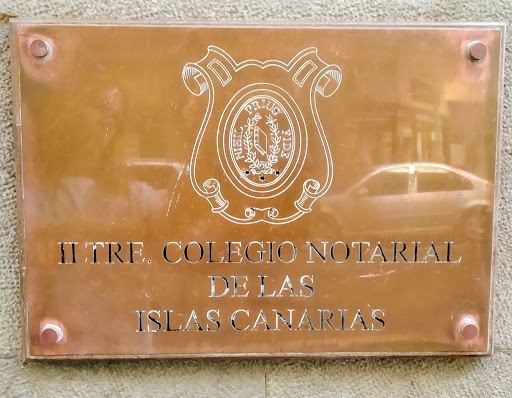 NIHIL PRIUS FIDE
ILTRE. COLEGIO NOTARIAL
DE LAS
ISLAS CANARIAS